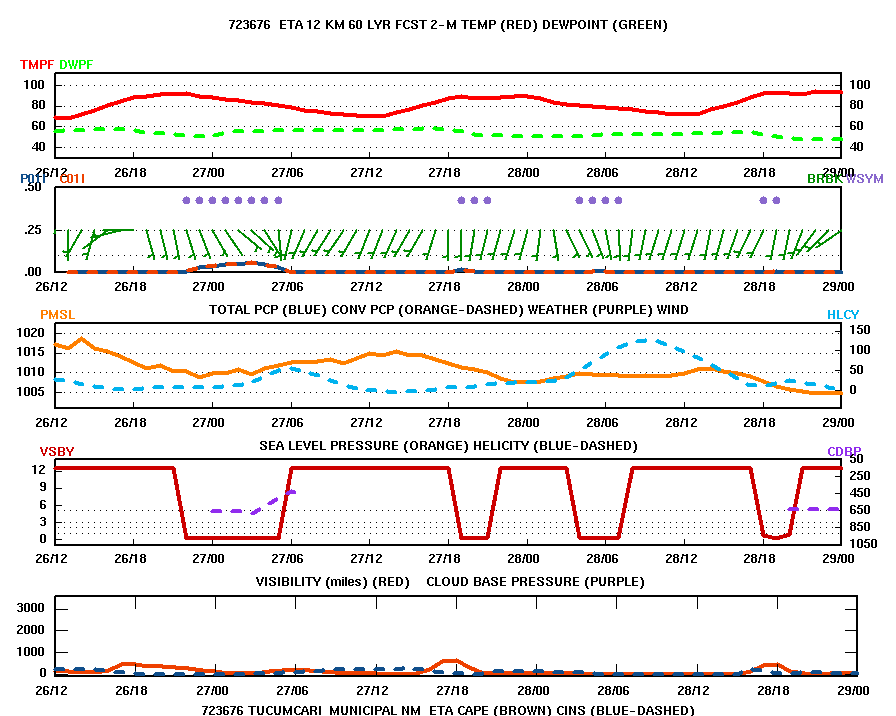 723676 ETA 12 KM 60 LYR FCST 2-M TEMP (RED) DEWPOINT (GREEN)
TMPF DWPF
100 100
80 80
60 60
40 40
26/12 26/18 27/00 27/06 27/12 27/18 28/00 28/06 28/12 28/18 29/00
P01I C01I BRBK WSYM
.50
.25
.00
26/12 26/18 27/00 27/06 27/12 27/18 28/00 28/06 28/12 28/18 29/00
TOTAL PCP (BLUE) CONV PCP (ORANGE-DASHED) WEATHER (PURPLE) WIND
PMSL HLCY
1020 150
1015 100
1010 50
1005 0
26/12 26/18 27/00 27/06 27/12 27/18 28/00 28/06 28/12 28/18 29/00
SEA LEVEL PRESSURE (ORANGE) HELICITY (BLUE-DASHED)
VSBY CDBP
50
12 250
9 450
6 650
3 850
0 1050
26/12 26/18 27/00 27/06 27/12 27/18 28/00 28/06 28/12 28/18 29/00
VISIBILITY (miles) (RED) CLOUD BASE PRESSURE (PURPLE)
3000
2000
1000
0
26/12 26/18 27/00 27/06 27/12 27/18 28/00 28/06 28/12 28/18 29/00
723676 TUCUMCARI MUNICIPAL NM ETA CAPE (BROWN) CINS (BLUE-DASHED)